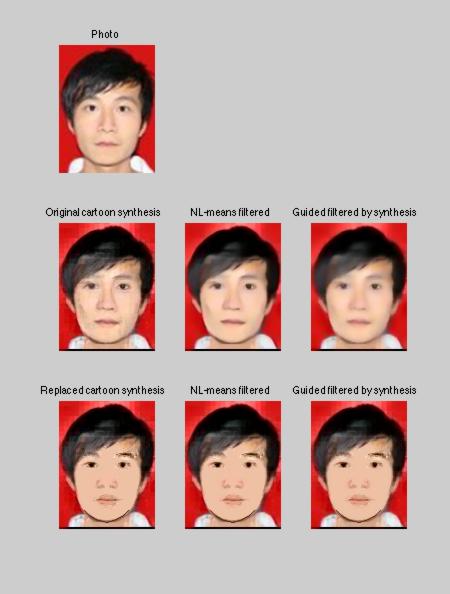 Photo
Original cartoon synthesis
NL-means filtered
Guided filtered by synthesis
Replaced cartoon synthesis
NL-means filtered
Guided filtered by synthesis